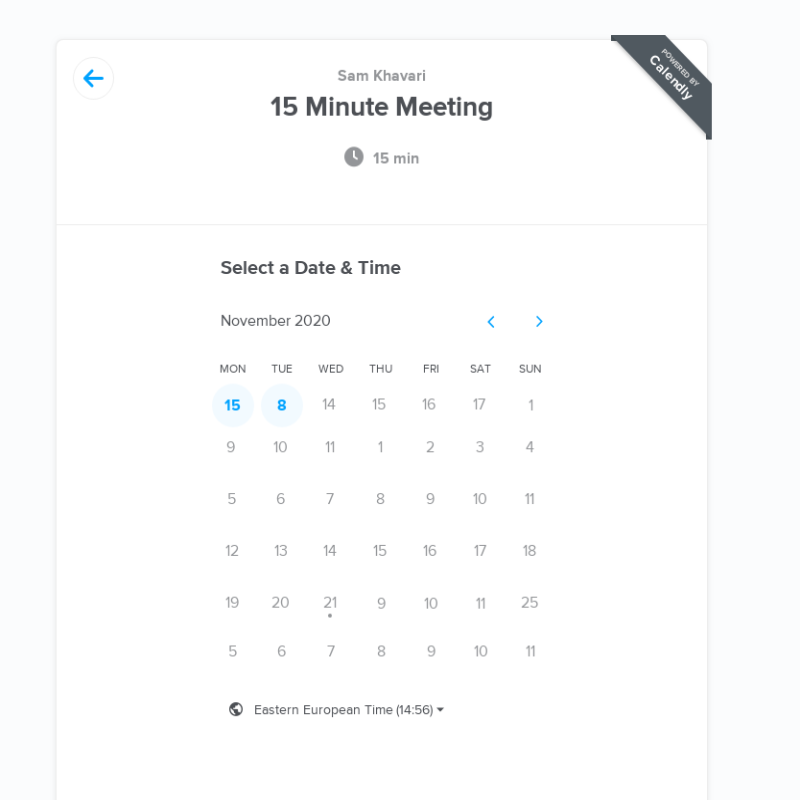 Sam Khavari
POWERED BY
Calendly
15 Minute Meeting
15 min
Select a Date & Time
November 2020
MON TUE WED THU FRI SAT SUN
15 8 14 15 16 17 1
9 10 11 1 2 3 4
5 6 7 8 9 10 11
12 13 14 15 16 17 18
19 20 21 9 10 11 25
5 6 7 8 9 10 11
Eastern European Time (14:56)